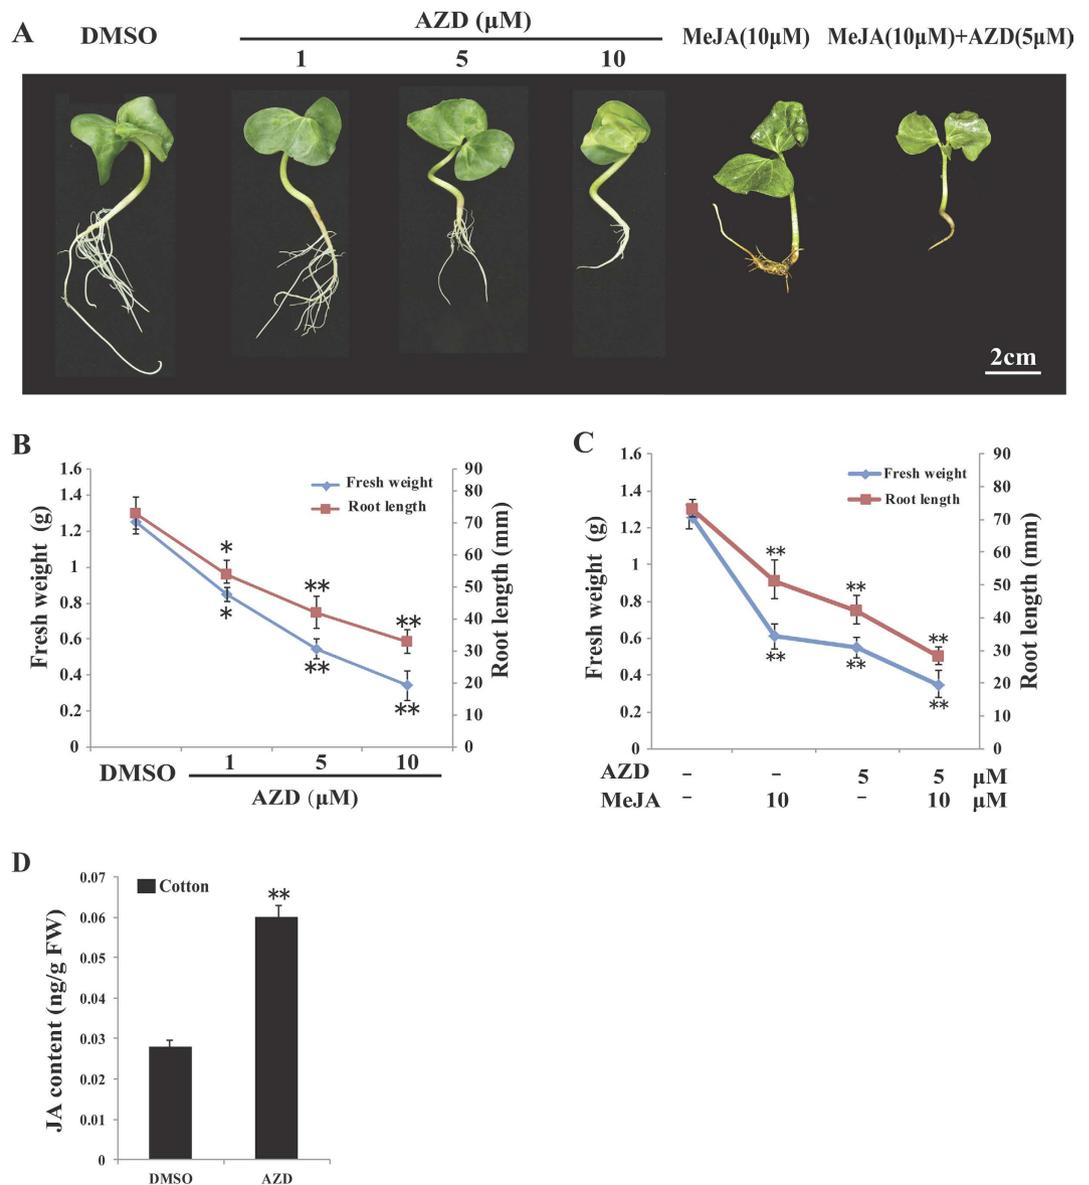 A
DMSO
AZD (μM)
1 5 10
MeJA(10μM)
MeJA(10μM)+AZD(5μM)
2cm
B
Fresh weight (g)
1.6
1.4
1.2
1
0.8
0.6
0.4
0.2
0
Fresh weight
Root length
*
*
**
**
**
**
90
80
70
60
50
40
30
20
10
0
Root length (mm)
DMSO 1 5 10
AZD (μM)
C
Fresh weight (g)
1.6
1.4
1.2
1
0.8
0.6
0.4
0.2
0
Fresh weight
Root length
**
**
**
**
**
**
90
80
70
60
50
40
30
20
10
0
Root length (mm)
AZD - - 5 5 μM
MeJA - 10 - 10 μM
D
JA content (ng/g FW)
0.07
0.06
0.05
0.04
0.03
0.02
0.01
0
Cotton
**
DMSO AZD